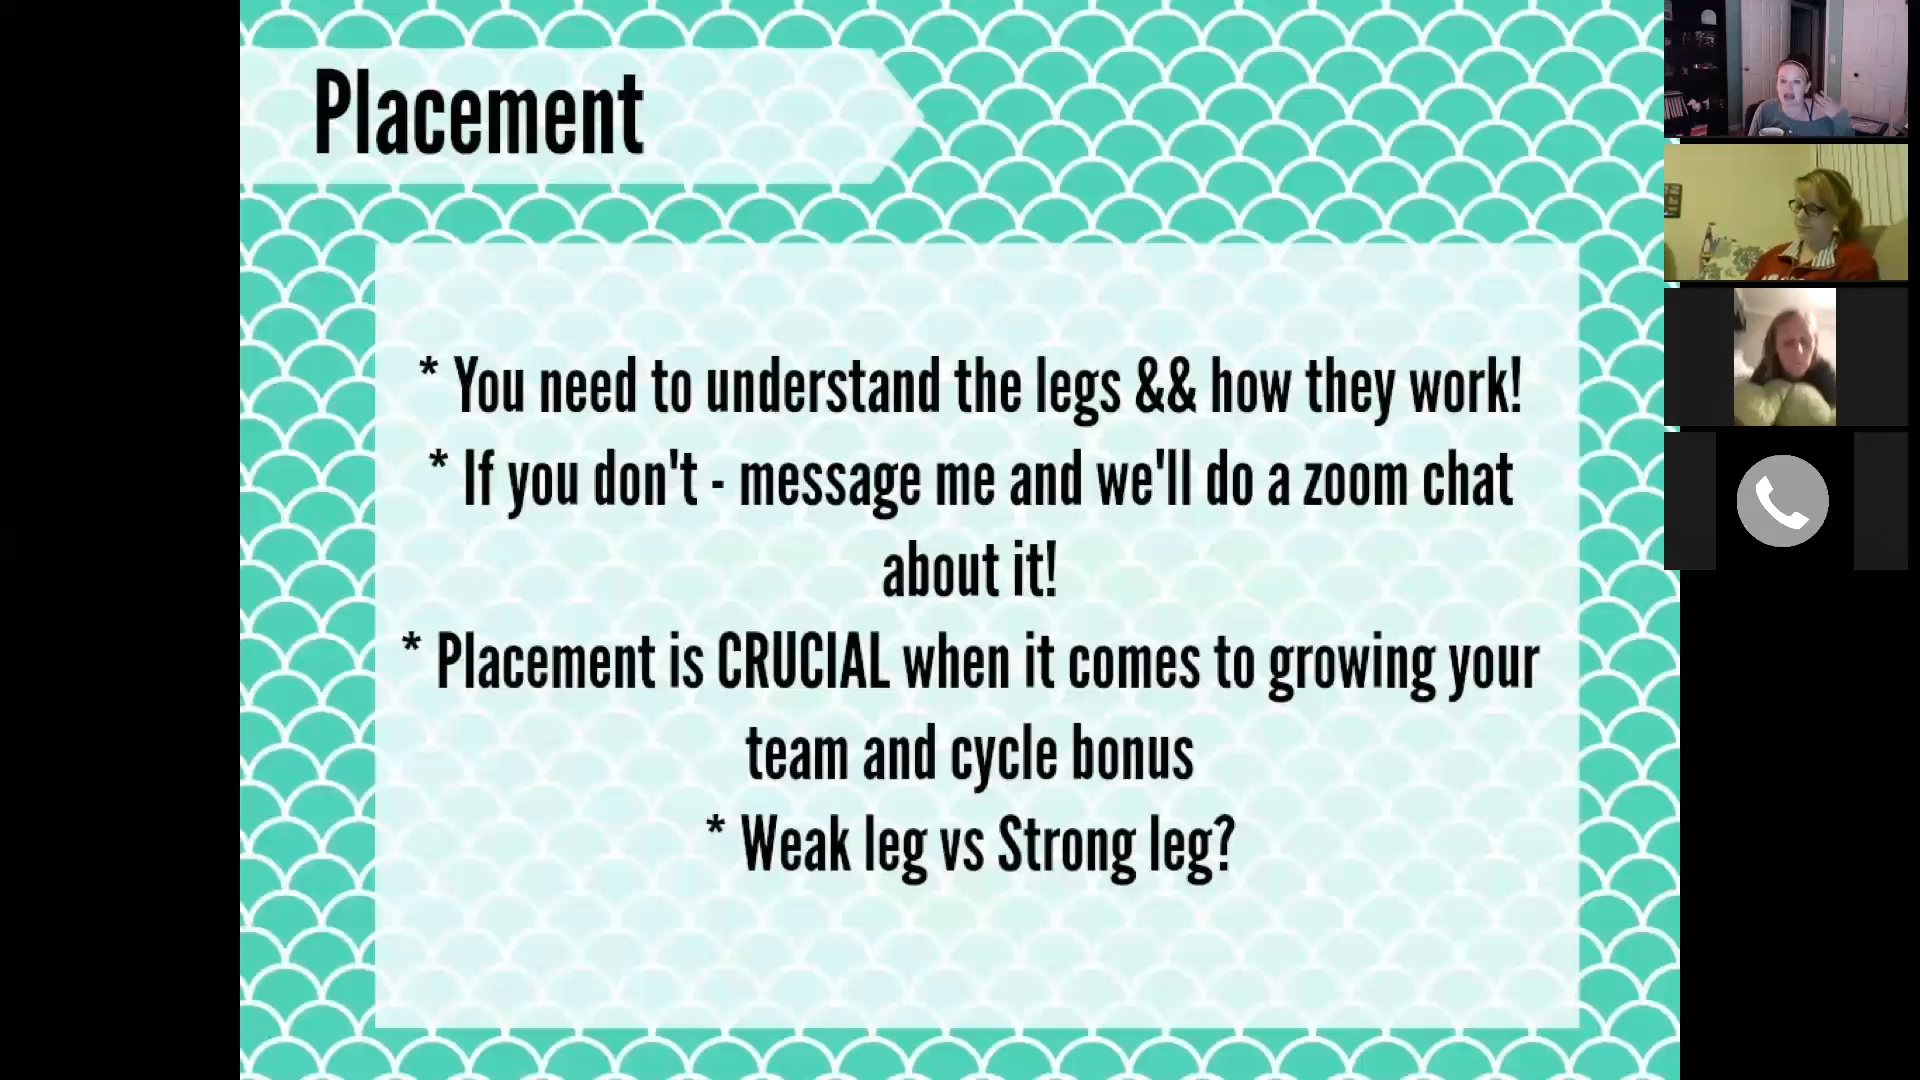 Placement
* You need to understand the legs && how they work!
* If you don't - message me and we'll do a zoom chat
about it!
* Placement is CRUCIAL when it comes to growing your
team and cycle bonus
* Weak leg vs Strong leg?